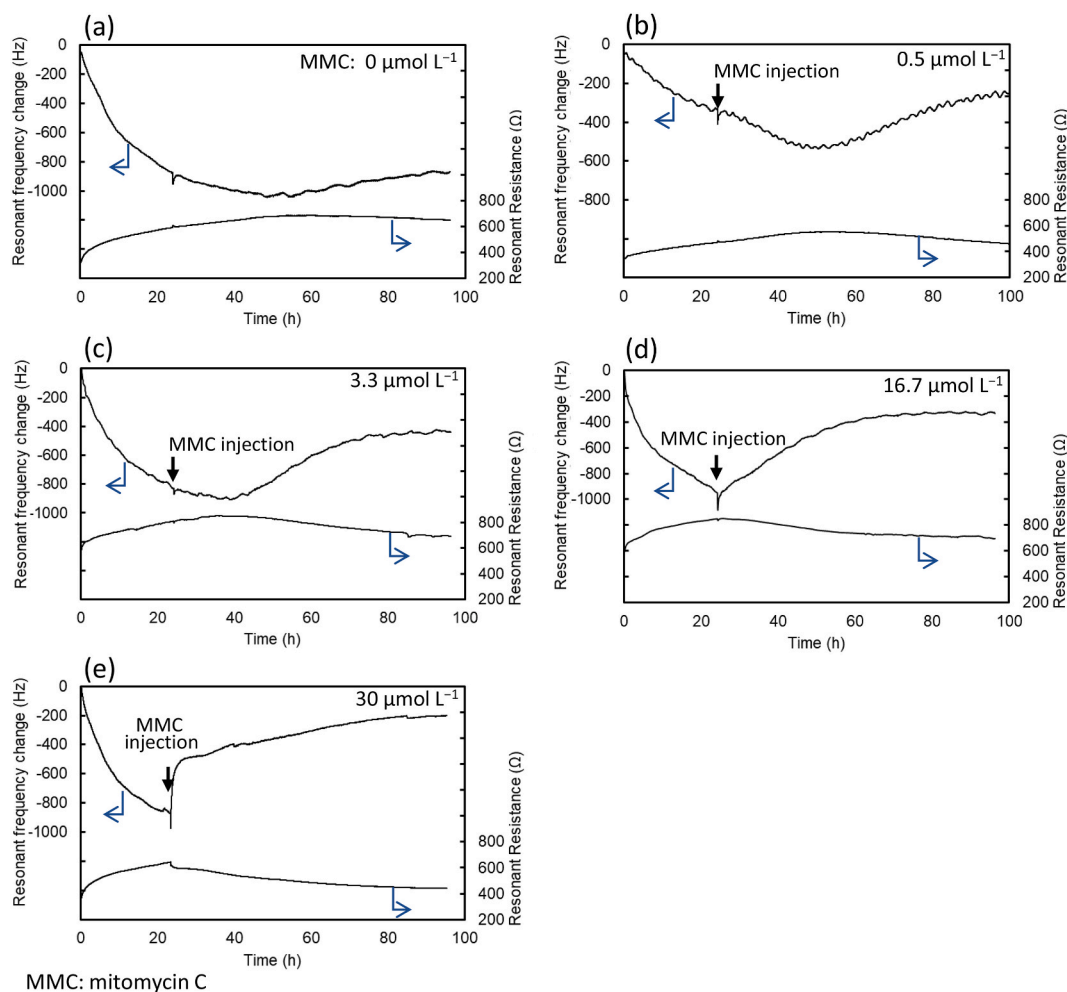 (a)
MMC: 0 μmol L⁻¹
Resonant frequency change (Hz)
0
-200
-400
-600
-800
-1000
Resonant Resistance (Ω)
800
600
400
200
0 20 40 60 80 100
Time (h)
(b)
0.5 μmol L⁻¹
MMC injection
Resonant frequency change (Hz)
0
-200
-400
-600
-800
Resonant Resistance (Ω)
800
600
400
200
0 20 40 60 80 100
Time (h)
(c)
3.3 μmol L⁻¹
MMC injection
Resonant frequency change (Hz)
0
-200
-400
-600
-800
-1000
Resonant Resistance (Ω)
800
600
400
200
0 20 40 60 80 100
Time (h)
(d)
16.7 μmol L⁻¹
MMC injection
Resonant frequency change (Hz)
0
-200
-400
-600
-800
-1000
Resonant Resistance (Ω)
800
600
400
200
0 20 40 60 80 100
Time (h)
(e)
30 μmol L⁻¹
MMC
injection
Resonant frequency change (Hz)
0
-200
-400
-600
-800
-1000
Resonant Resistance (Ω)
800
600
400
200
0 20 40 60 80 100
Time (h)
MMC: mitomycin C